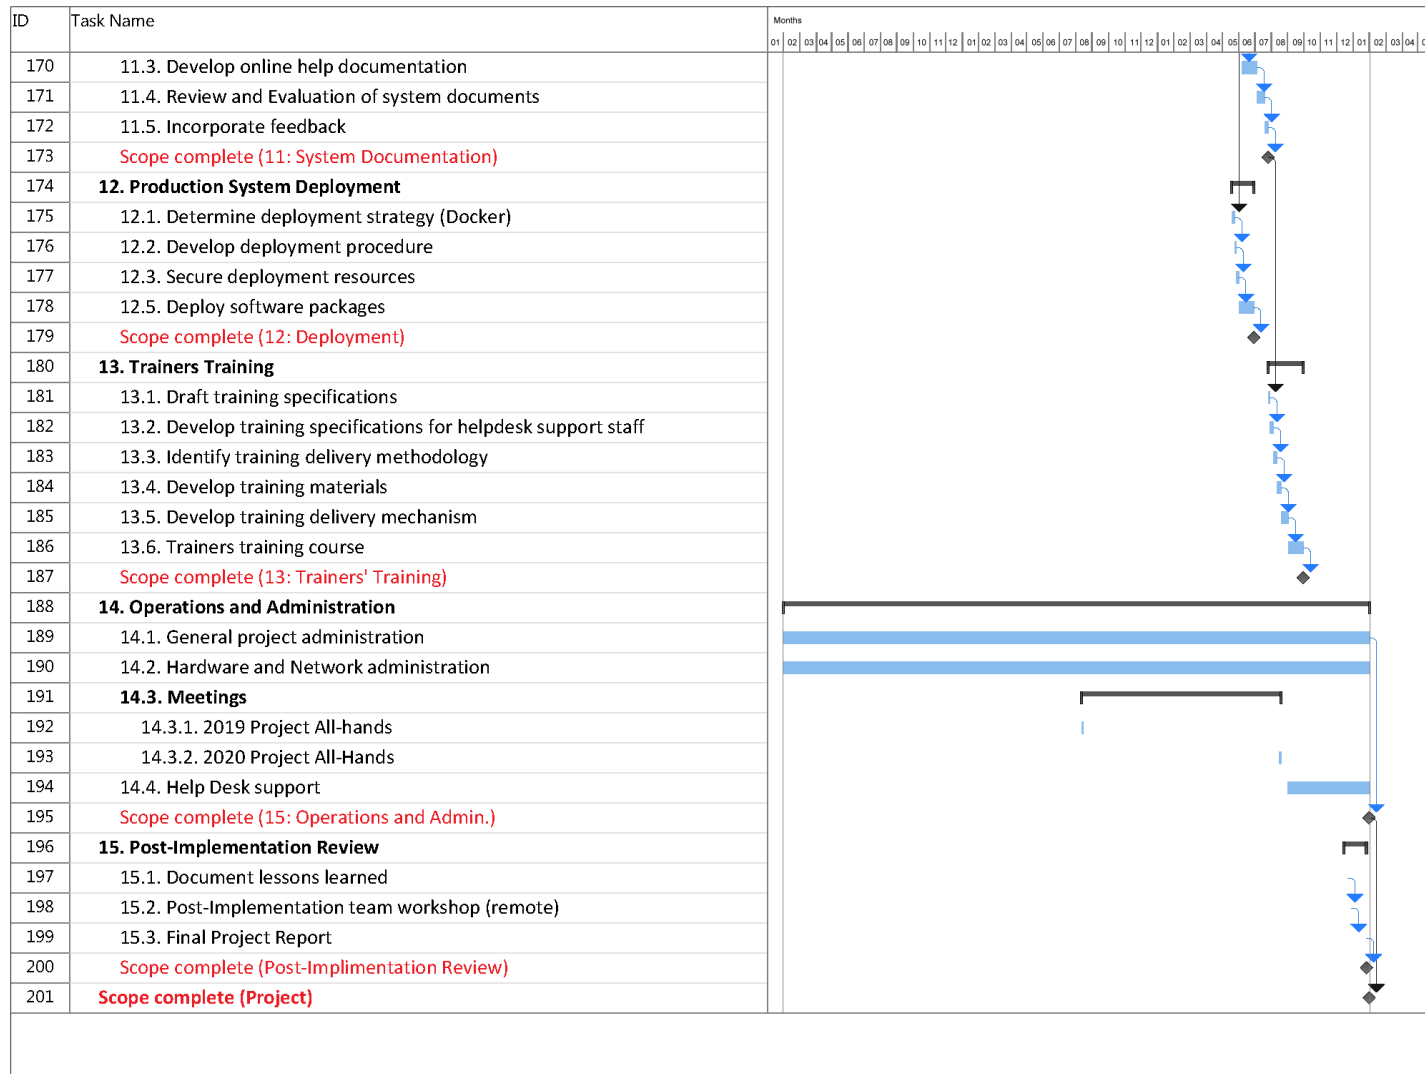 ID Task Name Months
01 02 03 04 05 06 07 08 09 10 11 12 01 02 03 04 05 06 07 08 09 10 11 12 01 02 03 04 05 06 07 08 09 10 11 12 01 02 03 04
170 11.3. Develop online help documentation
171 11.4. Review and Evaluation of system documents
172 11.5. Incorporate feedback
173 Scope complete (11: System Documentation)
174 12. Production System Deployment
175 12.1. Determine deployment strategy (Docker)
176 12.2. Develop deployment procedure
177 12.3. Secure deployment resources
178 12.5. Deploy software packages
179 Scope complete (12: Deployment)
180 13. Trainers Training
181 13.1. Draft training specifications
182 13.2. Develop training specifications for helpdesk support staff
183 13.3. Identify training delivery methodology
184 13.4. Develop training materials
185 13.5. Develop training delivery mechanism
186 13.6. Trainers training course
187 Scope complete (13: Trainers' Training)
188 14. Operations and Administration
189 14.1. General project administration
190 14.2. Hardware and Network administration
191 14.3. Meetings
192 14.3.1. 2019 Project All-hands
193 14.3.2. 2020 Project All-Hands
194 14.4. Help Desk support
195 Scope complete (15: Operations and Admin.)
196 15. Post-Implementation Review
197 15.1. Document lessons learned
198 15.2. Post-Implementation team workshop (remote)
199 15.3. Final Project Report
200 Scope complete (Post-Implimentation Review)
201 Scope complete (Project)